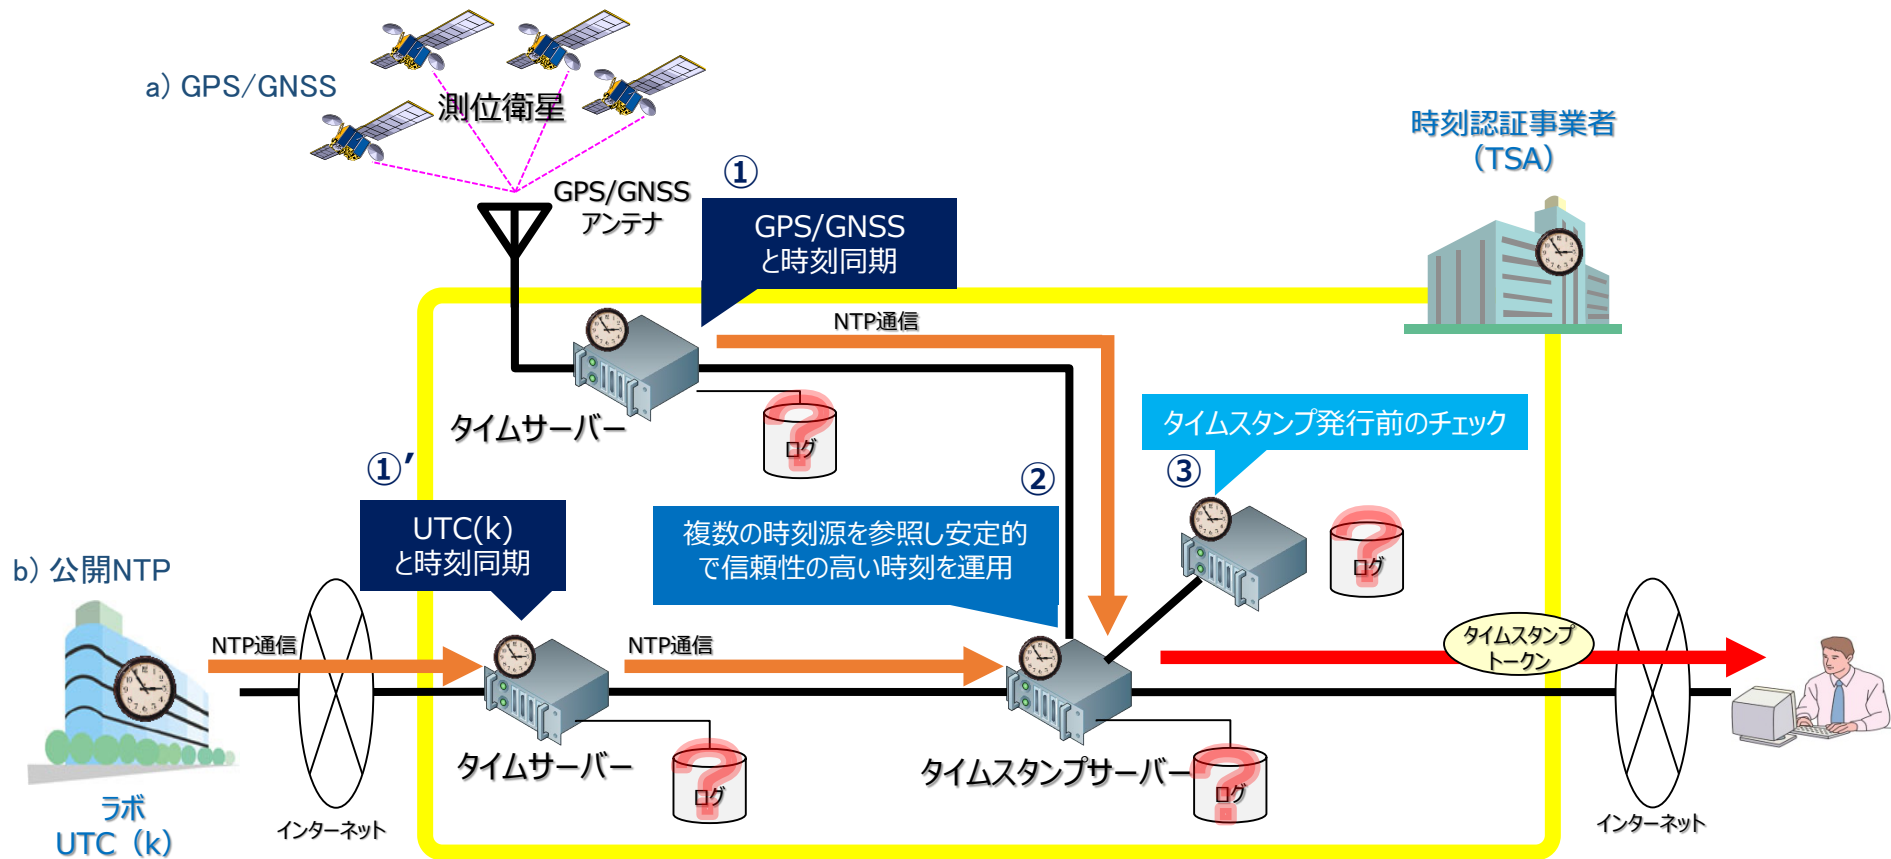 a) GPS/GNSS
測位衛星
GPS/GNSS
アンテナ
①
GPS/GNSS
と時刻同期
時刻認証事業者
（TSA）
NTP通信
タイムサーバー
ログ
?
①′
UTC(k)
と時刻同期
②
複数の時刻源を参照し安定的
で信頼性の高い時刻を運用
タイムスタンプ発行前のチェック
③
ログ
?
b) 公開NTP
NTP通信
NTP通信
タイムスタンプ
トークン
タイムサーバー
ログ
?
タイムスタンプサーバー
ログ
?
ラボ
UTC（k）
インターネット
インターネット